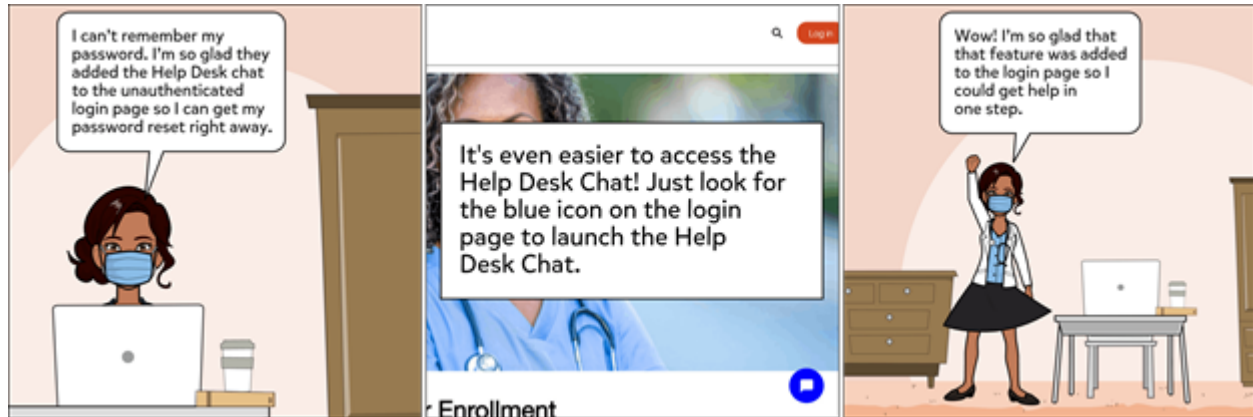 I can't remember my
password. I'm so glad they
added the Help Desk chat
to the unauthenticated
login page so I can get my
password reset right away.
Log in
It's even easier to access the
Help Desk Chat! Just look for
the blue icon on the login
page to launch the Help
Desk Chat.
r Enrollment
Wow! I'm so glad that
that feature was added
to the login page so I
could get help in
one step.